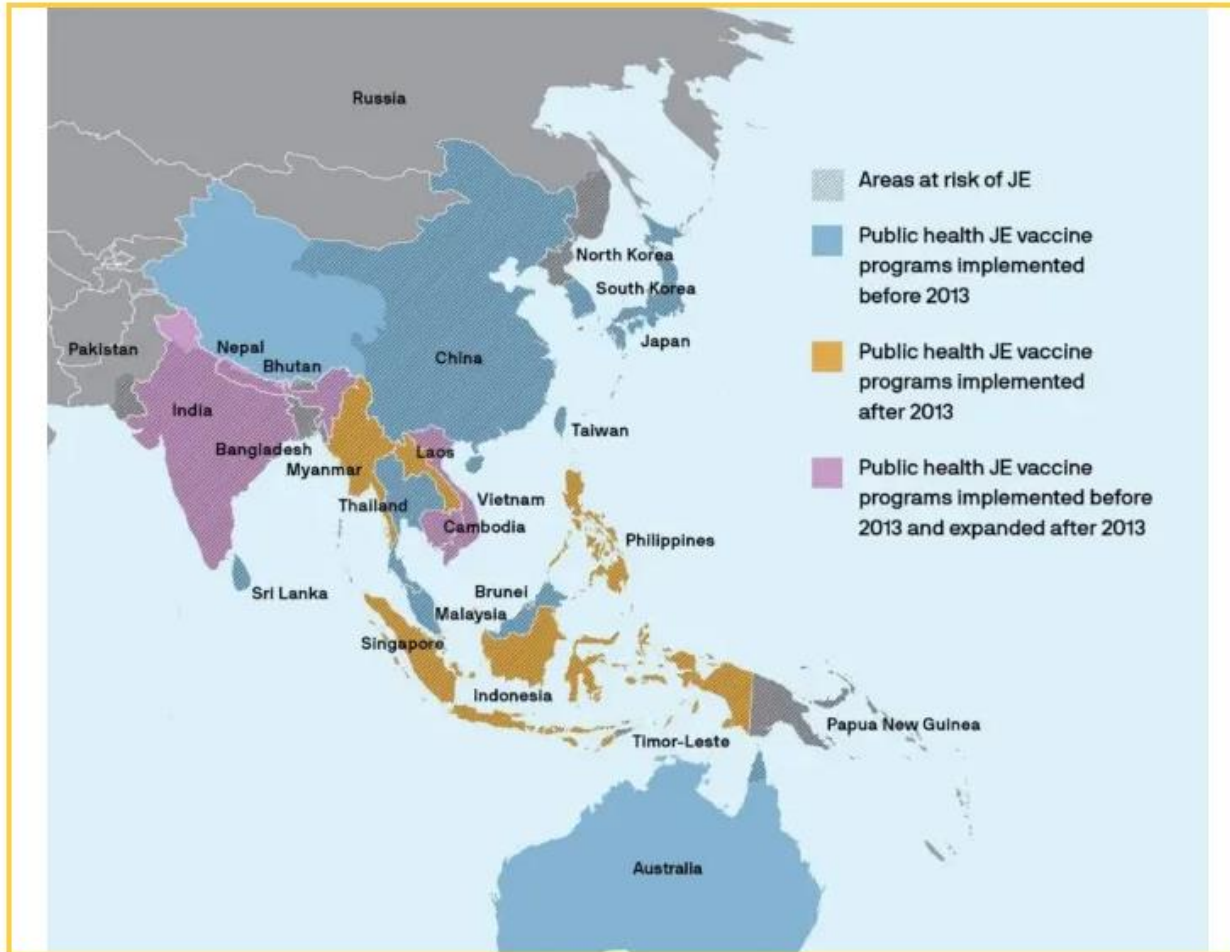 Russia
North Korea
South Korea
Japan
Pakistan
Nepal
Bhutan
China
India
Bangladesh
Myanmar
Laos
Taiwan
Thailand
Vietnam
Cambodia
Philippines
Sri Lanka
Brunei
Malaysia
Singapore
Indonesia
Papua New Guinea
Timor-Leste
Australia
Areas at risk of JE
Public health JE vaccine
programs implemented
before 2013
Public health JE vaccine
programs implemented
after 2013
Public health JE vaccine
programs implemented before
2013 and expanded after 2013